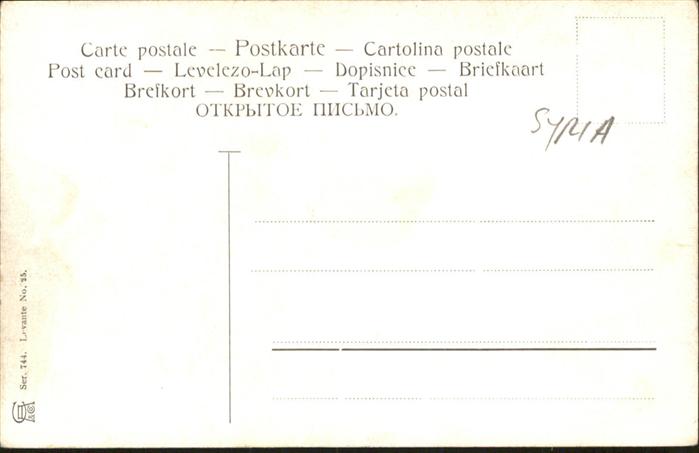 Carte postale — Postkarte — Cartolina postale
Post card — Levelezo-Lap — Dopisnice — Briefkaart
Brefkort — Brevkort — Tarjeta postal
ОТКРЫТОЕ ПИСЬМО.
SYRIA
Ser. 744. Levante No. 15.